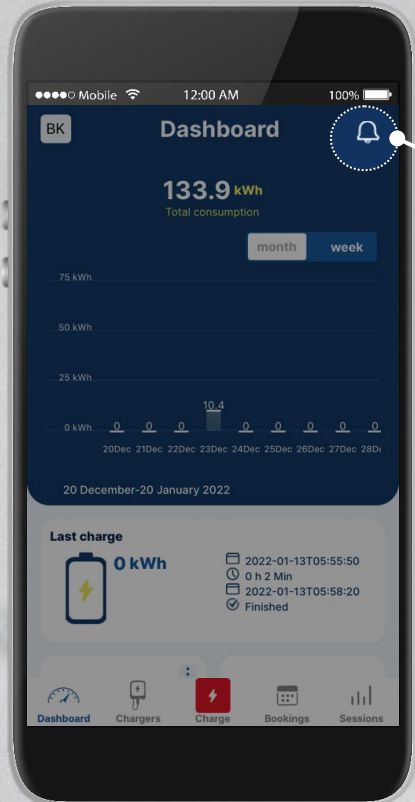 Mobile 12:00 AM 100%
BK Dashboard
133.9 kWh
Total consumption
month week
75 kWh
50 kWh
25 kWh
10.4
0 kWh 0 0 0 0 0 0 0 0
20Dec 21Dec 22Dec 23Dec 24Dec 25Dec 26Dec 27Dec 28De
20 December-20 January 2022
Last charge
0 kWh
2022-01-13T05:55:50
0 h 2 Min
2022-01-13T05:58:20
Finished
Dashboard Chargers Charge Bookings Sessions